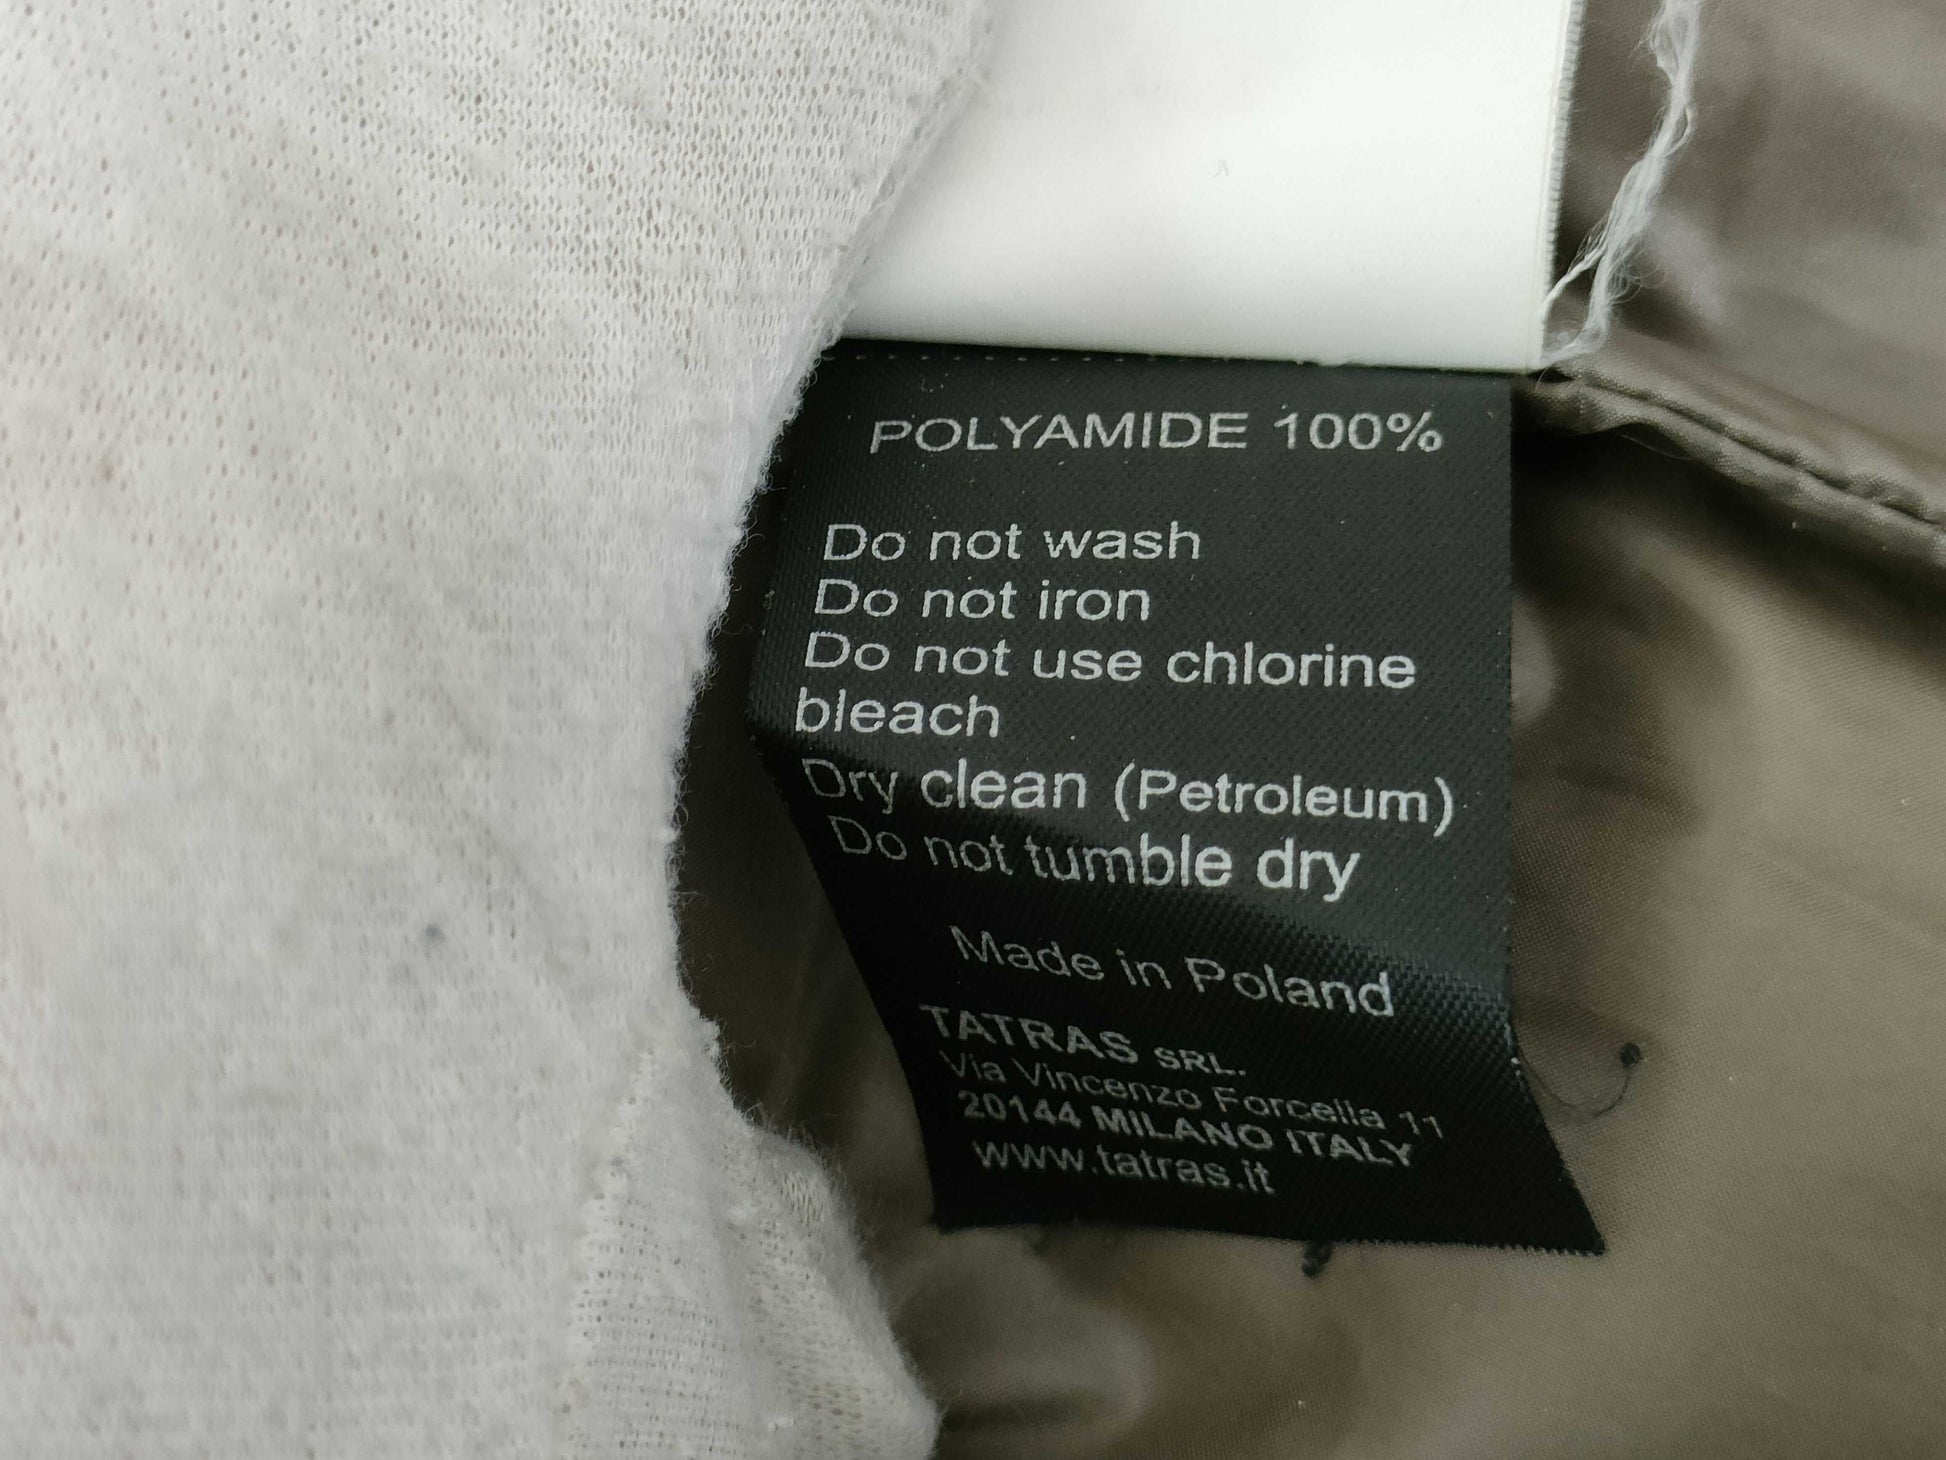 POLYAMIDE 100%
Do not wash
Do not iron
Do not use chlorine
bleach
Dry clean (Petroleum)
Do not tumble dry
Made in Poland
TATRAS SRL.
Via Vincenzo Forcella 11
20144 MILANO ITALY
www.tatras.it